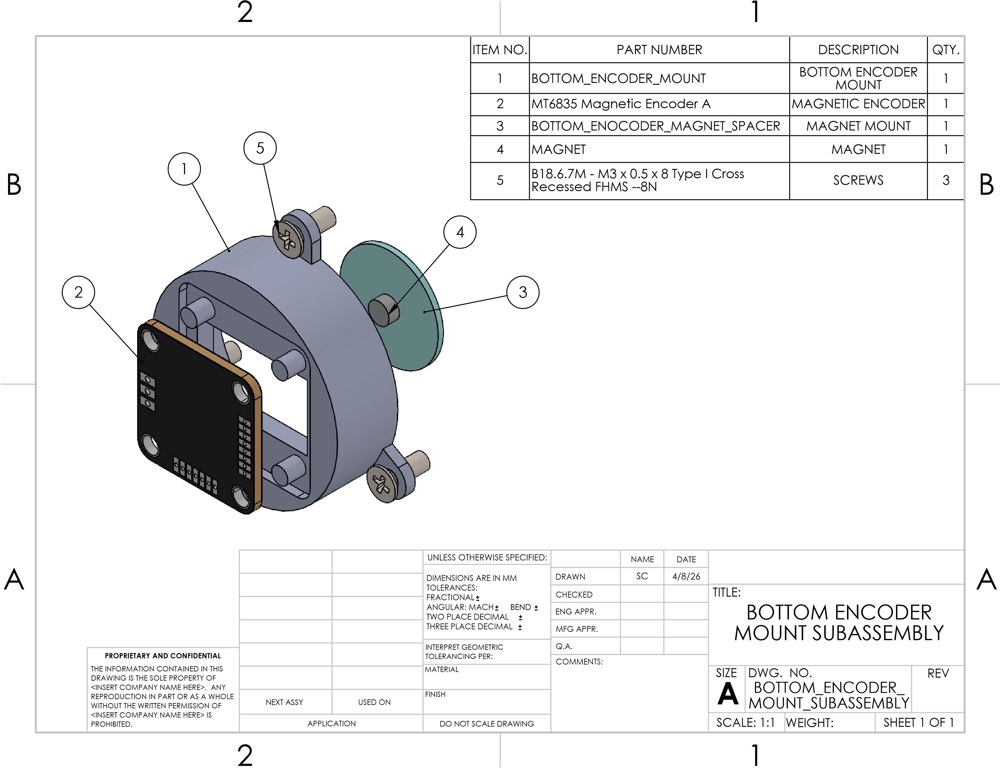 2 1
ITEM NO. PART NUMBER DESCRIPTION QTY.
1 BOTTOM_ENCODER_MOUNT BOTTOM ENCODER
MOUNT 1
2 MT6835 Magnetic Encoder A MAGNETIC ENCODER 1
3 BOTTOM_ENOCODER_MAGNET_SPACER MAGNET MOUNT 1
4 MAGNET MAGNET 1
5 B18.6.7M - M3 x 0.5 x 8 Type I Cross
Recessed FHMS --8N SCREWS 3
B B
5
1
4
2
3
A A
UNLESS OTHERWISE SPECIFIED:
DIMENSIONS ARE IN MM
TOLERANCES:
FRACTIONAL±
ANGULAR: MACH± BEND ±
TWO PLACE DECIMAL ±
THREE PLACE DECIMAL ±
INTERPRET GEOMETRIC
TOLERANCING PER:
MATERIAL
FINISH
DO NOT SCALE DRAWING
NAME DATE
DRAWN SC 4/8/26
CHECKED
ENG APPR.
MFG APPR.
Q.A.
COMMENTS:
TITLE:
BOTTOM ENCODER
MOUNT SUBASSEMBLY
SIZE
A
DWG. NO.
BOTTOM_ENCODER_
MOUNT_SUBASSEMBLY
REV
SCALE: 1:1 WEIGHT: SHEET 1 OF 1
PROPRIETARY AND CONFIDENTIAL
THE INFORMATION CONTAINED IN THIS
DRAWING IS THE SOLE PROPERTY OF
<INSERT COMPANY NAME HERE>. ANY
REPRODUCTION IN PART OR AS A WHOLE
WITHOUT THE WRITTEN PERMISSION OF
<INSERT COMPANY NAME HERE> IS
PROHIBITED.
NEXT ASSY USED ON
APPLICATION
2 1